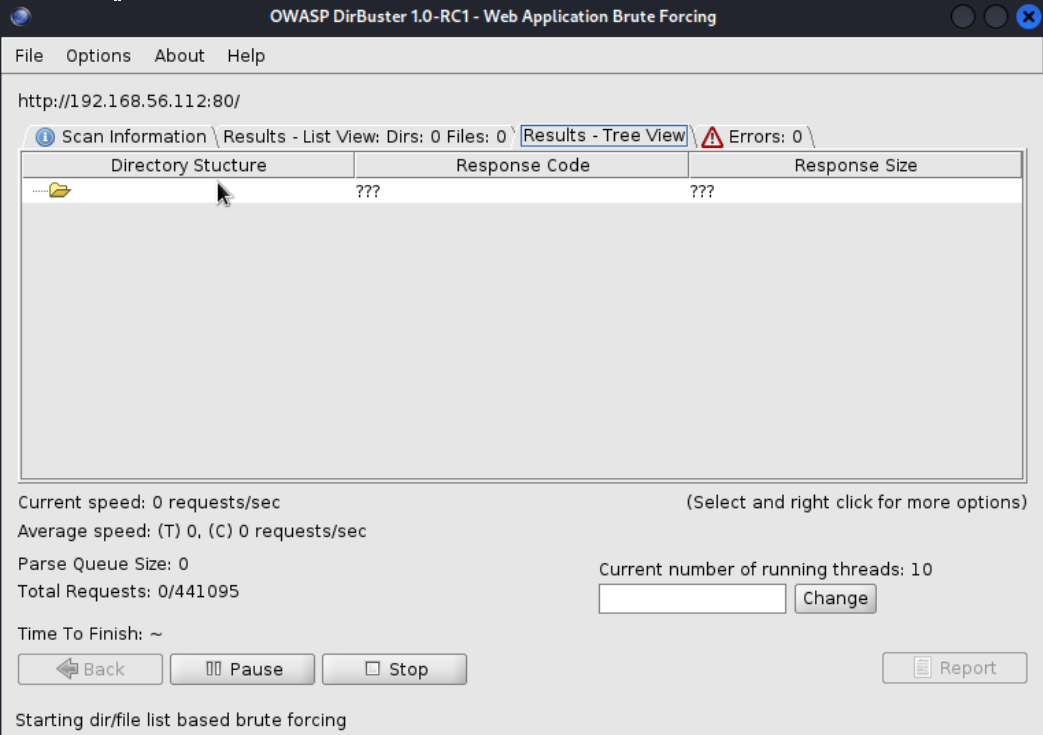 OWASP DirBuster 1.0-RC1 - Web Application Brute Forcing
File Options About Help
http://192.168.56.112:80/
Scan Information Results - List View: Dirs: 0 Files: 0 Results - Tree View Errors: 0
Directory Stucture Response Code Response Size
??? ???
Current speed: 0 requests/sec (Select and right click for more options)
Average speed: (T) 0, (C) 0 requests/sec
Parse Queue Size: 0
Current number of running threads: 10
Total Requests: 0/441095
Change
Time To Finish: ~
Back Pause Stop Report
Starting dir/file list based brute forcing